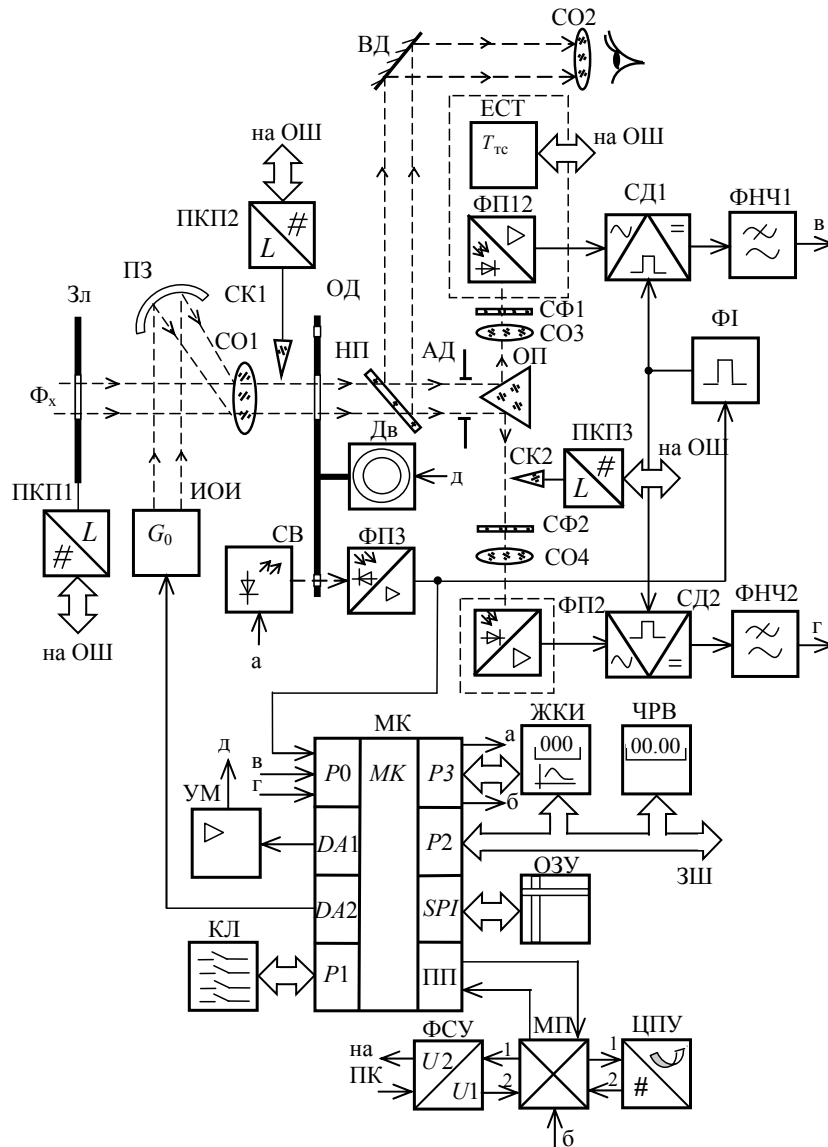 СО2
ВД
ЕСТ
на ОШ
Tтс
на ОШ
ПКП2
#
L
ФП12
СД1
ФНЧ1
=
в
ПЗ
СК1
ОД
Зл
СО1
НП
АД
СФ1
СО3
ОП
ФІ
Фх
Дв
д
СК2
ПКП3
#
L
на ОШ
ПКП1
L
#
ИОИ
G0
СВ
ФП3
СФ2
СО4
на ОШ
а
ФП2
СД2
=
ФНЧ2
г
МК
ЖКИ
ЧРВ
д
в
г
P0
MK
P3
а
б
000
00.00
УМ
DA1
P2
ЗШ
ОЗУ
DA2
SPI
КЛ
P1
ПП
ФСУ
МП
ЦПУ
на
ПК
U2
U1
1
2
1
2
#
б